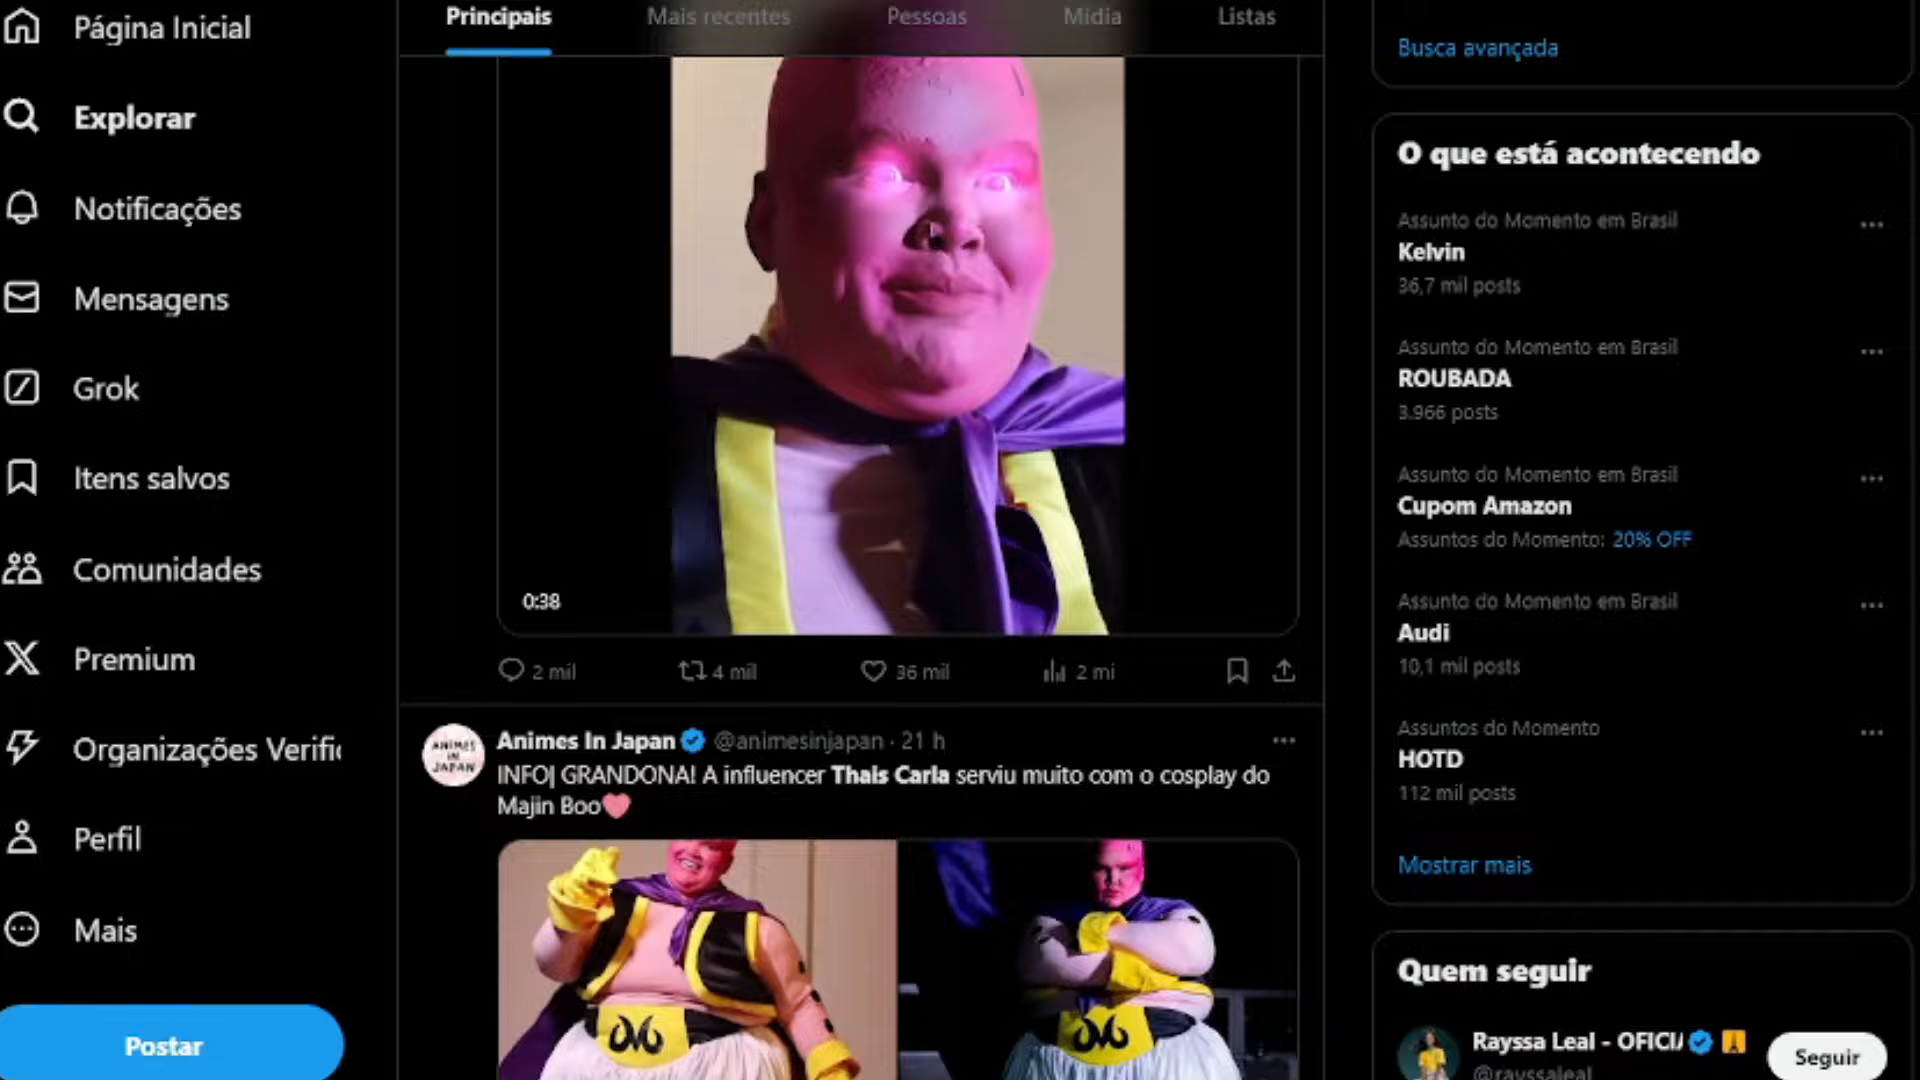 Página Inicial
Explorar
Notificações
Mensagens
Grok
Itens salvos
Comunidades
Premium
Organizações Verific
Perfil
Mais
Postar
Principais
Mais recentes
Pessoas
Mídia
Listas
0:38
2 mil
4 mil
36 mil
2 mi
ANIMES
IN
JAPAN
Animes In Japan @animesinjapan · 21 h
INFO| GRANDONA! A influencer Thais Carla serviu muito com o cosplay do
Majin Boo
Busca avançada
O que está acontecendo
Assunto do Momento em Brasil
Kelvin
36,7 mil posts
Assunto do Momento em Brasil
ROUBADA
3.966 posts
Assunto do Momento em Brasil
Cupom Amazon
Assuntos do Momento: 20% OFF
Assunto do Momento em Brasil
Audi
10,1 mil posts
Assuntos do Momento
HOTD
112 mil posts
Mostrar mais
Quem seguir
Rayssa Leal - OFICIA
@rayssaleal
Seguir